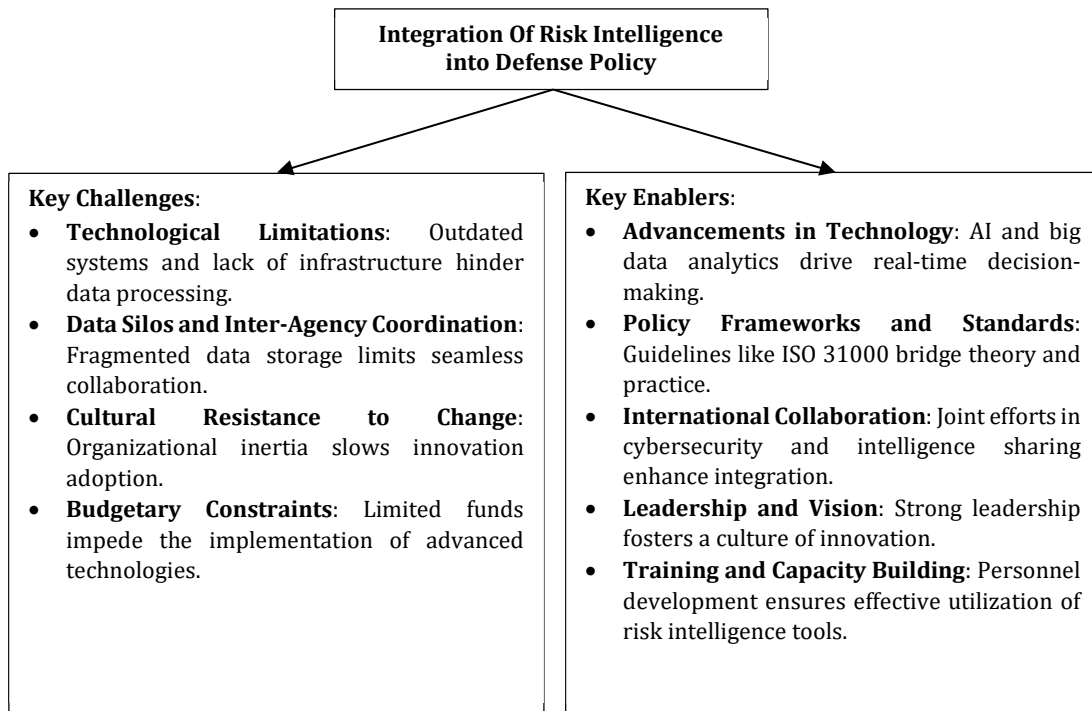 Integration Of Risk Intelligence
into Defense Policy
Key Challenges:
• Technological Limitations: Outdated
systems and lack of infrastructure hinder
data processing.
• Data Silos and Inter-Agency Coordination:
Fragmented data storage limits seamless
collaboration.
• Cultural Resistance to Change:
Organizational inertia slows innovation
adoption.
• Budgetary Constraints: Limited funds
impede the implementation of advanced
technologies.
Key Enablers:
• Advancements in Technology: AI and big
data analytics drive real-time decision-
making.
• Policy Frameworks and Standards:
Guidelines like ISO 31000 bridge theory and
practice.
• International Collaboration: Joint efforts in
cybersecurity and intelligence sharing
enhance integration.
• Leadership and Vision: Strong leadership
fosters a culture of innovation.
• Training and Capacity Building: Personnel
development ensures effective utilization of
risk intelligence tools.